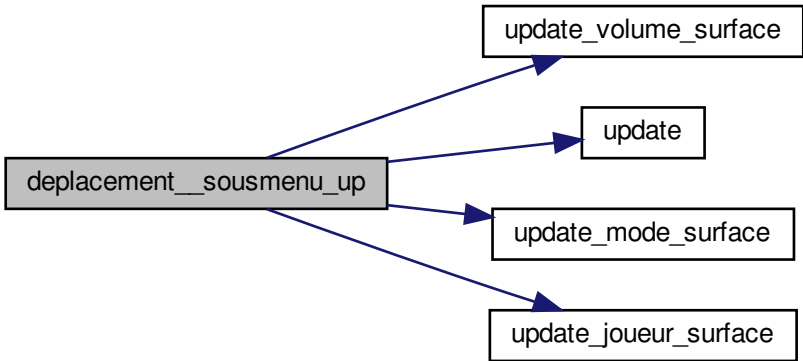 update_volume_surface
update
deplacement__sousmenu_up
update_mode_surface
update_joueur_surface